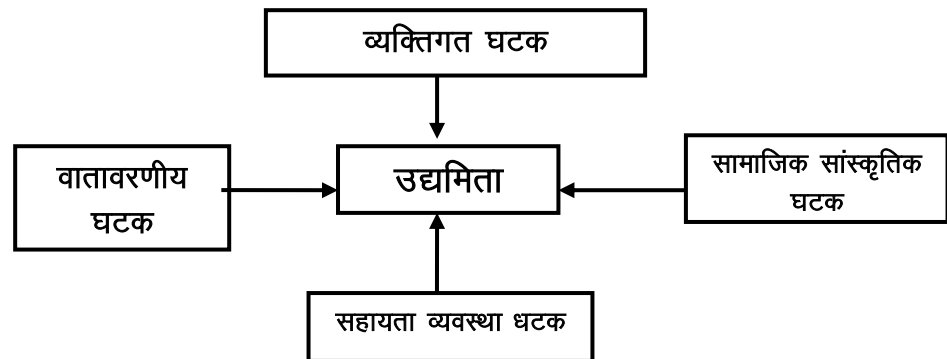 व्यक्तिगत घटक
वातावरणीय
घटक
उद्यमिता
सामाजिक सांस्कृतिक
घटक
सहायता व्यवस्था धटक